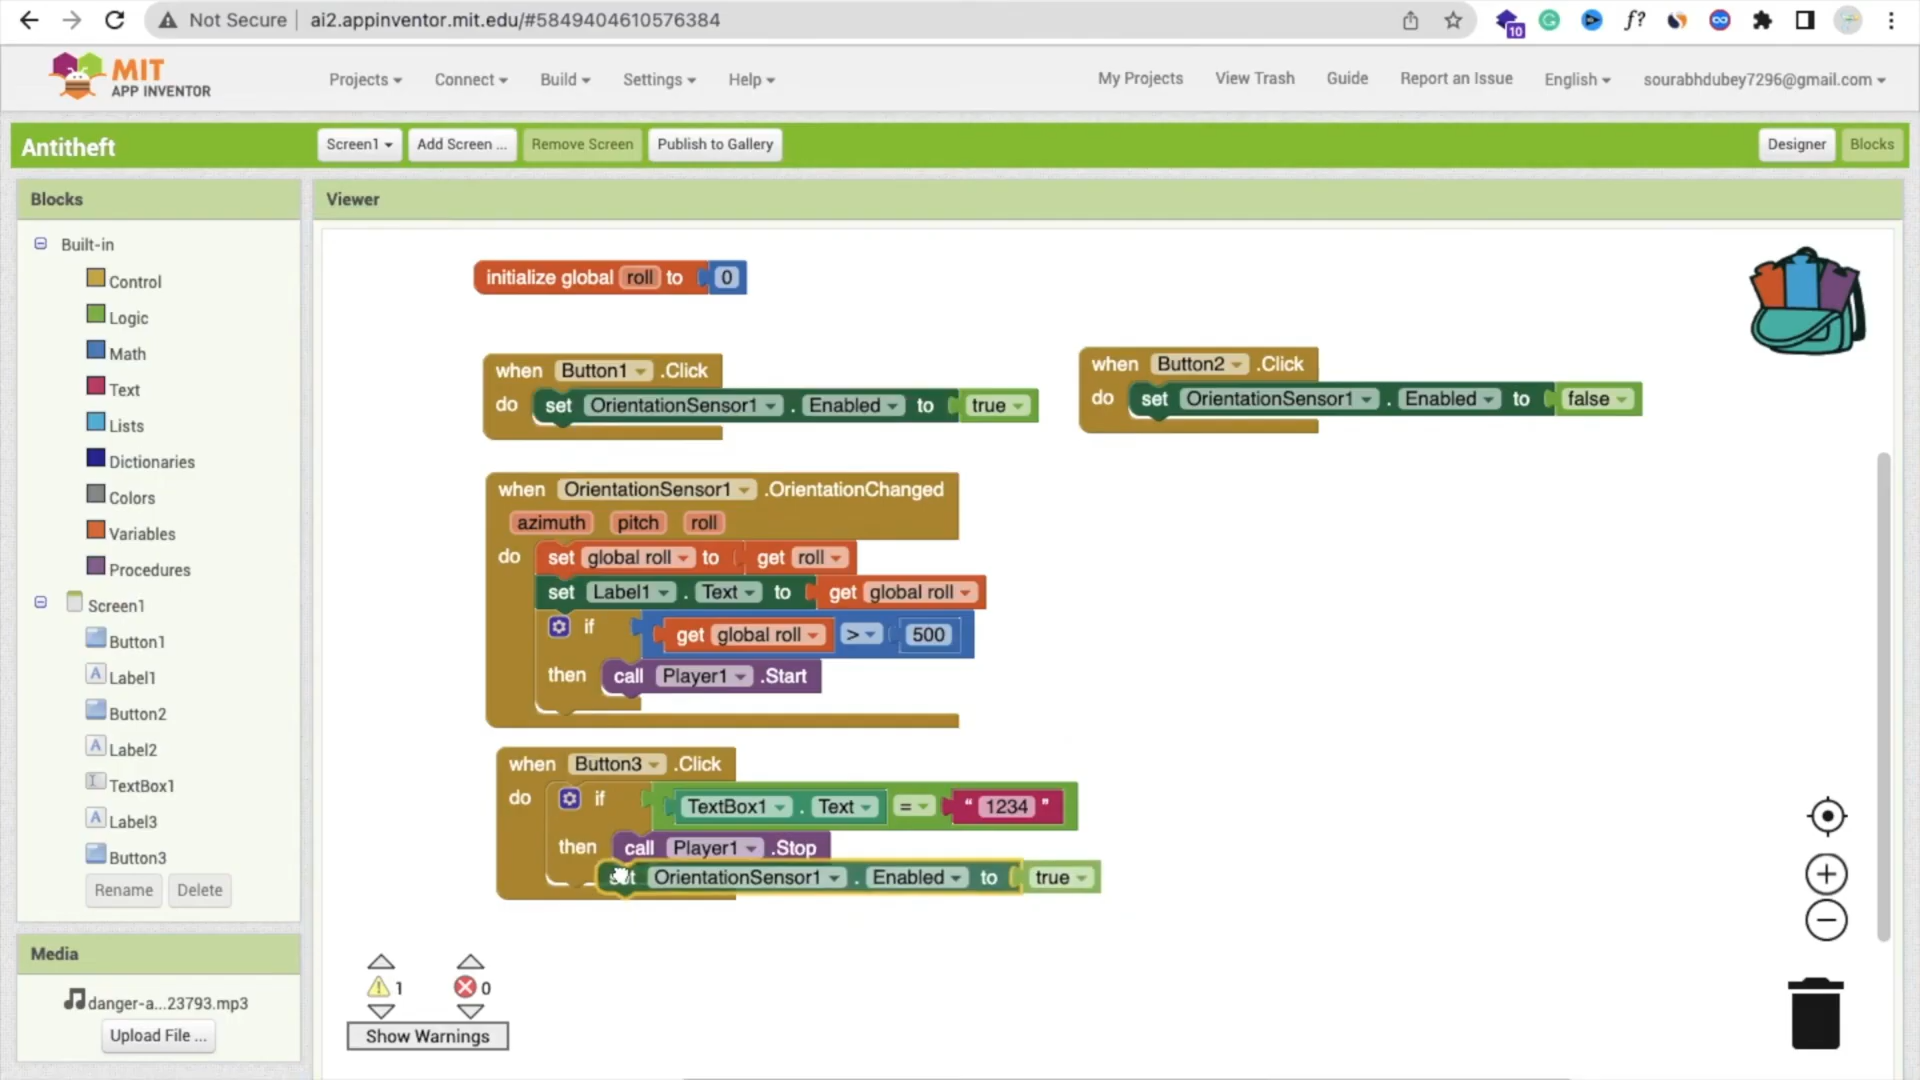 Not Secure | ai2.appinventor.mit.edu/#5849404610576384
10
f?
MIT
APP INVENTOR
Projects Connect Build Settings Help My Projects View Trash Guide Report an Issue English sourabhdubey7296@gmail.com
Antitheft Screen1 Add Screen ... Remove Screen Publish to Gallery Designer Blocks
Blocks
Viewer
Built-in
Control
Logic
Math
Text
Lists
Dictionaries
Colors
Variables
Procedures
Screen1
Button1
A Label1
Button2
A Label2
I TextBox1
A Label3
Button3
Rename Delete
Media
danger-a...23793.mp3
Upload File ...
initialize global roll to 0
when Button1 .Click
do set OrientationSensor1 . Enabled to true
when Button2 .Click
do set OrientationSensor1 . Enabled to false
when OrientationSensor1 .OrientationChanged
azimuth pitch roll
do set global roll to get roll
set Label1 . Text to get global roll
if get global roll > 500
then call Player1 .Start
when Button3 .Click
do if TextBox1 . Text = “ 1234 ”
then call Player1 .Stop
OrientationSensor1 . Enabled to true
1 0
Show Warnings